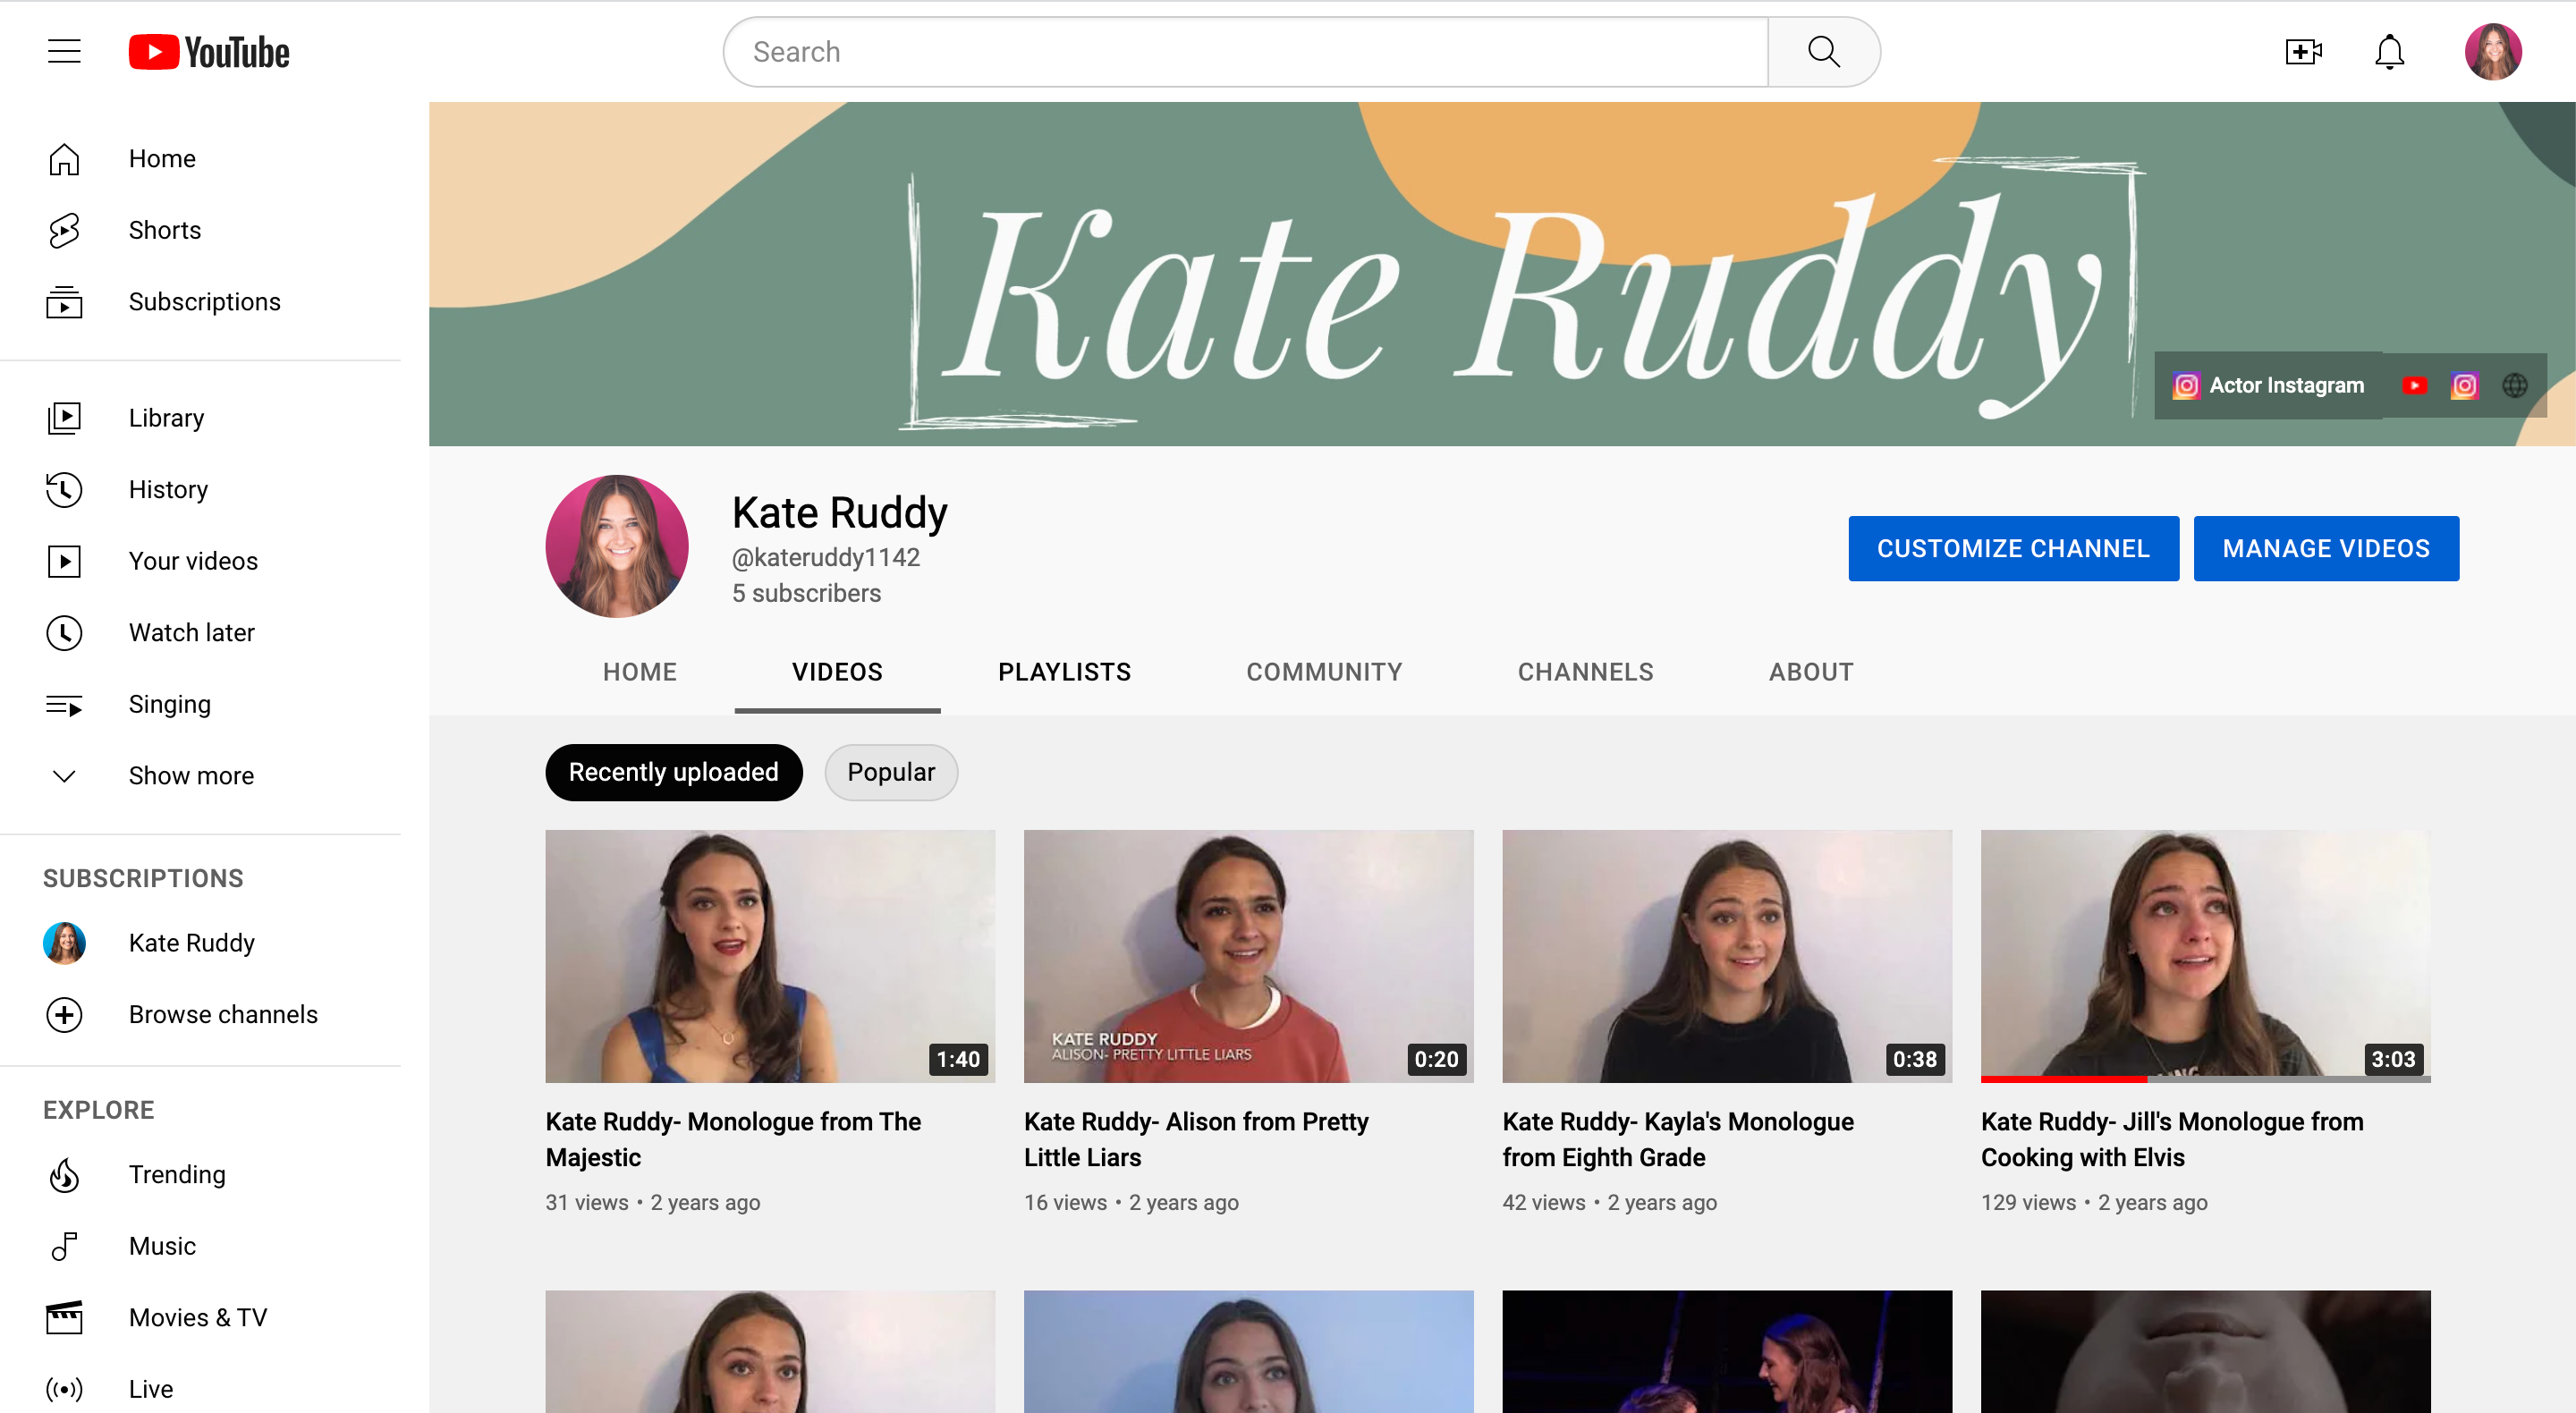 YouTube
Search
Home
Shorts
Subscriptions
Library
History
Your videos
Watch later
Singing
Show more
SUBSCRIPTIONS
Kate Ruddy
Browse channels
EXPLORE
Trending
Music
Movies & TV
Live
Kate Ruddy
Actor Instagram
Kate Ruddy
@kateruddy1142
5 subscribers
CUSTOMIZE CHANNEL
MANAGE VIDEOS
HOME VIDEOS PLAYLISTS COMMUNITY CHANNELS ABOUT
Recently uploaded
Popular
1:40
Kate Ruddy- Monologue from The
Majestic
31 views • 2 years ago
KATE RUDDY
ALISON- PRETTY LITTLE LIARS
0:20
Kate Ruddy- Alison from Pretty
Little Liars
16 views • 2 years ago
0:38
Kate Ruddy- Kayla's Monologue
from Eighth Grade
42 views • 2 years ago
3:03
Kate Ruddy- Jill's Monologue from
Cooking with Elvis
129 views • 2 years ago